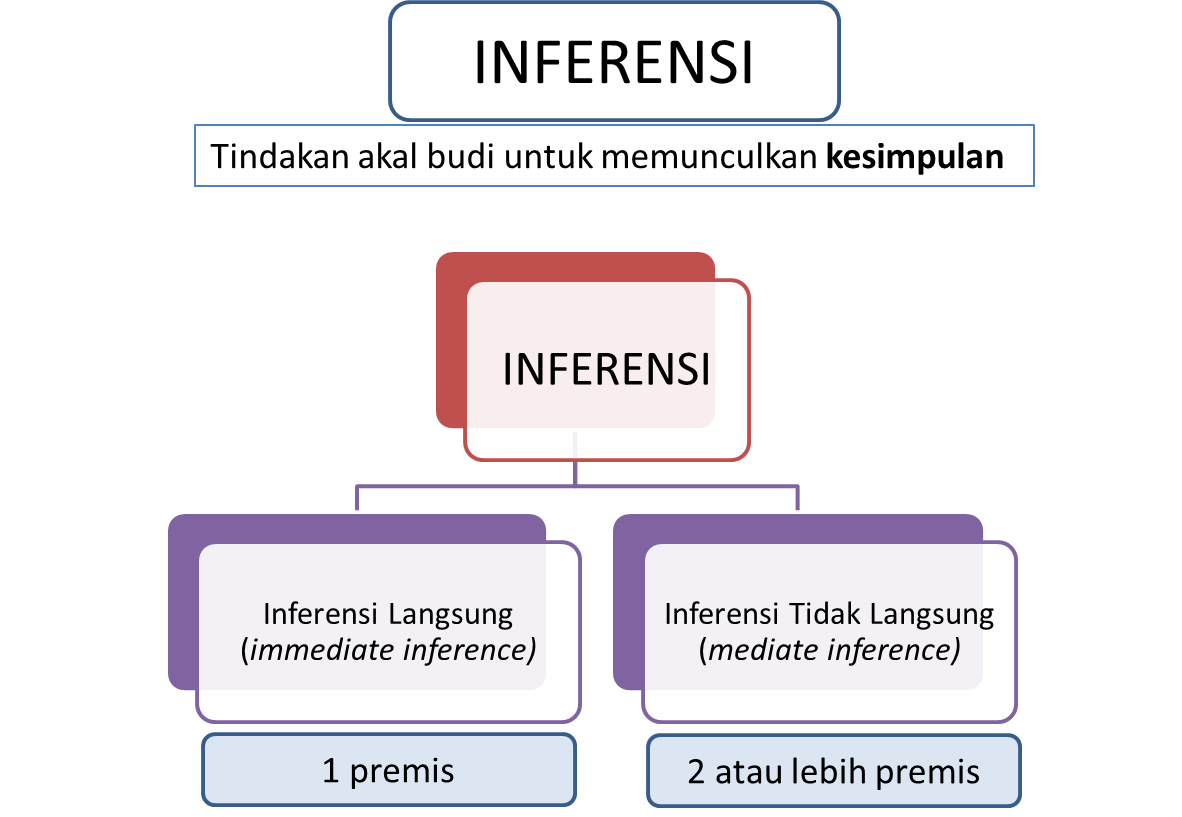 INFERENSI
Tindakan akal budi untuk memunculkan kesimpulan
INFERENSI
Inferensi Langsung
(immediate inference)
Inferensi Tidak Langsung
(mediate inference)
1 premis
2 atau lebih premis